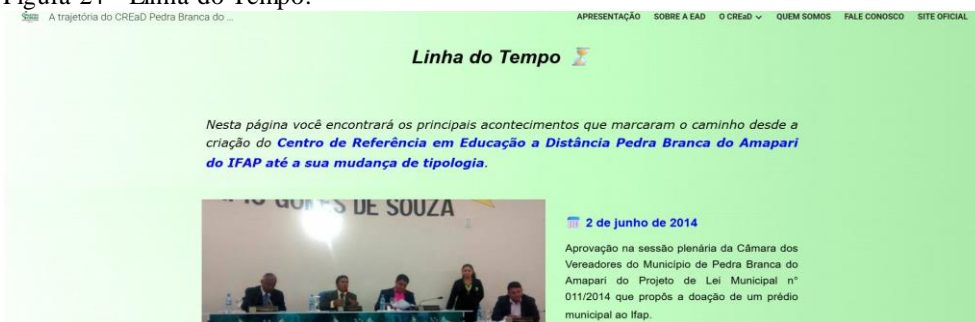 Figura 24 - Linha do Tempo.
A trajetória do CREaD Pedra Branca do ...
APRESENTAÇÃO SOBRE A EAD O CREaD QUEM SOMOS FALE CONOSCO SITE OFICIAL
Linha do Tempo
Nesta página você encontrará os principais acontecimentos que marcaram o caminho desde a
criação do Centro de Referência em Educação a Distância Pedra Branca do Amapari
do IFAP até a sua mudança de tipologia.
GOMES DE SOUZA
2 de junho de 2014
Aprovação na sessão plenária da Câmara dos
Vereadores do Município de Pedra Branca do
Amapari do Projeto de Lei Municipal n°
011/2014 que propôs a doação de um prédio
municipal ao Ifap.